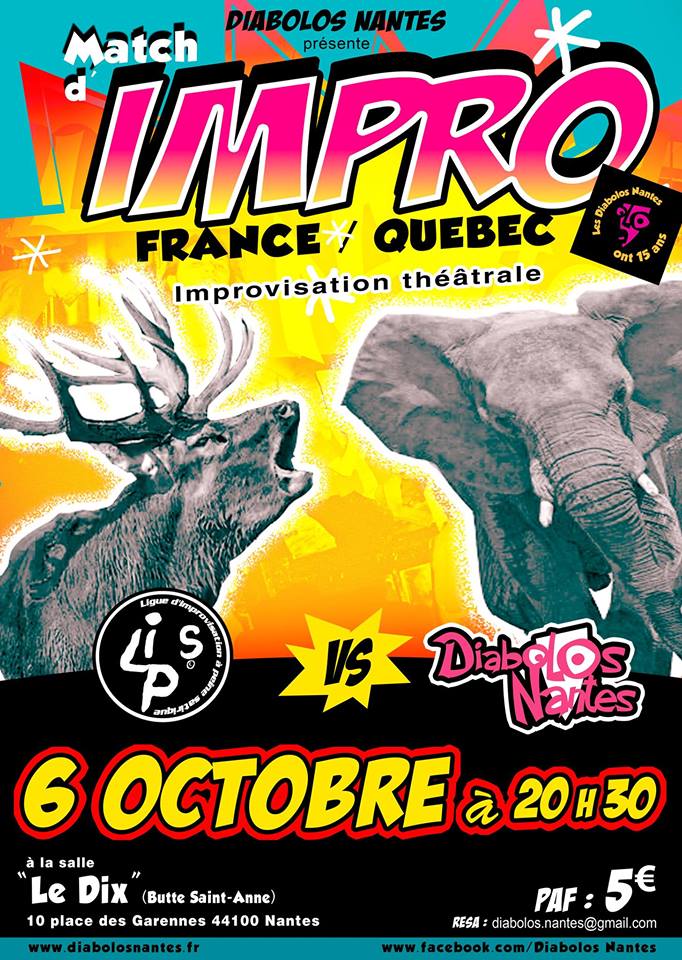 DIABOLOS NANTES
présente
Match
d'
IMPRO
FRANCE / QUEBEC
Improvisation théâtrale
Les Diabolos Nantes
ont 15 ans
Ligue d'improvisation à peine satirique
LiPS
VS
Diabolos
Nantes
6 OCTOBRE à 20 H 30
à la salle
"Le Dix" (Butte Saint-Anne)
10 place des Garennes 44100 Nantes
PAF : 5€
RESA : diabolos.nantes@gmail.com
www.diabolosnantes.fr
www.facebook.com/Diabolos Nantes